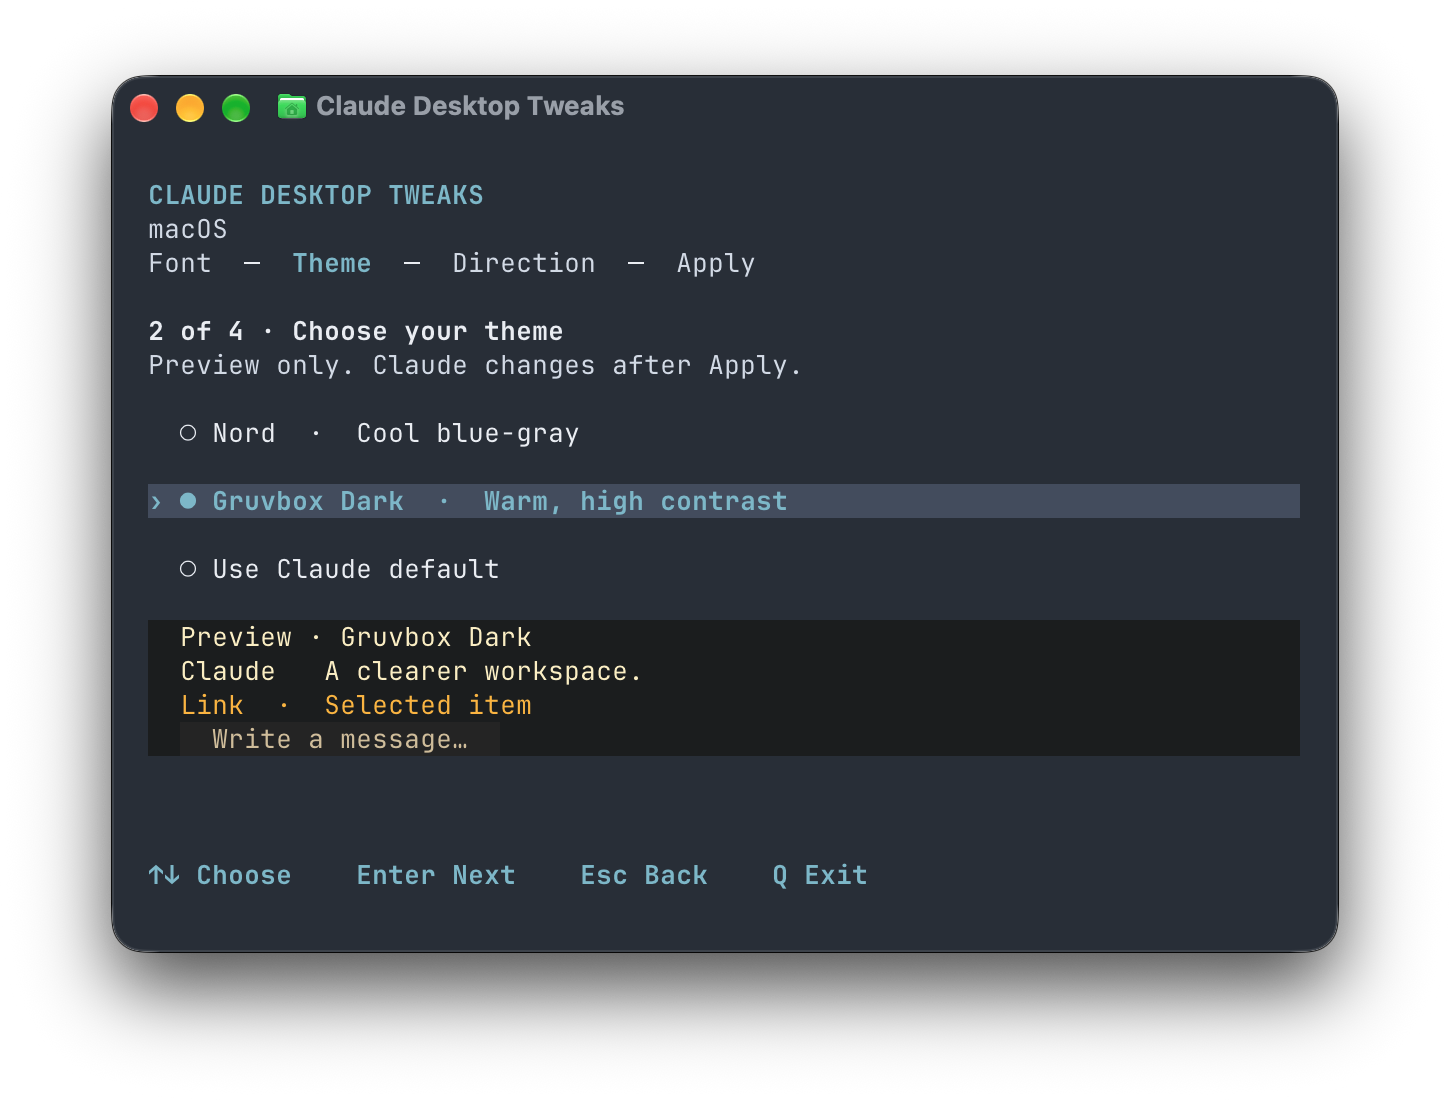 Claude Desktop Tweaks
CLAUDE DESKTOP TWEAKS
macOS
Font — Theme — Direction — Apply
2 of 4 · Choose your theme
Preview only. Claude changes after Apply.
○ Nord · Cool blue-gray
› ● Gruvbox Dark · Warm, high contrast
○ Use Claude default
Preview · Gruvbox Dark
Claude A clearer workspace.
Link · Selected item
Write a message…
↑↓ Choose Enter Next Esc Back Q Exit